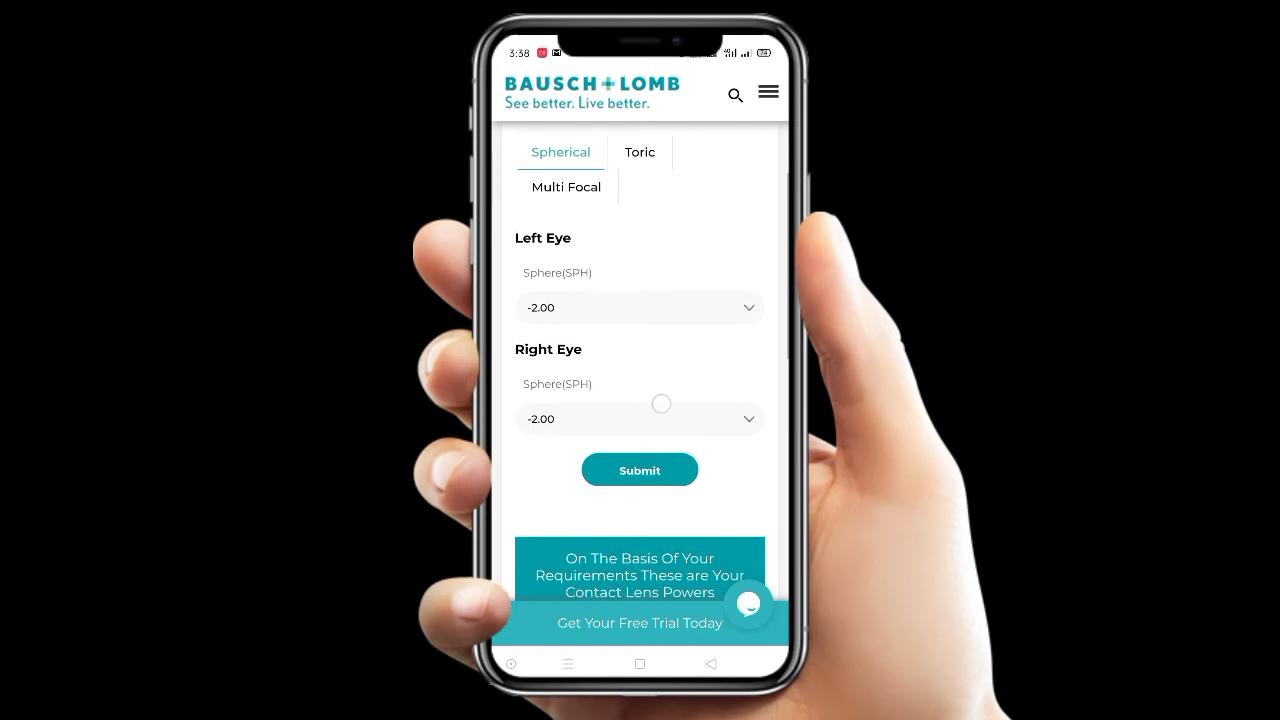 3:38
BAUSCH+LOMB
See better. Live better.
Spherical
Toric
Multi Focal
Left Eye
Sphere(SPH)
-2.00
Right Eye
Sphere(SPH)
-2.00
Submit
On The Basis Of Your
Requirements These are Your
Contact Lens Powers
Get Your Free Trial Today